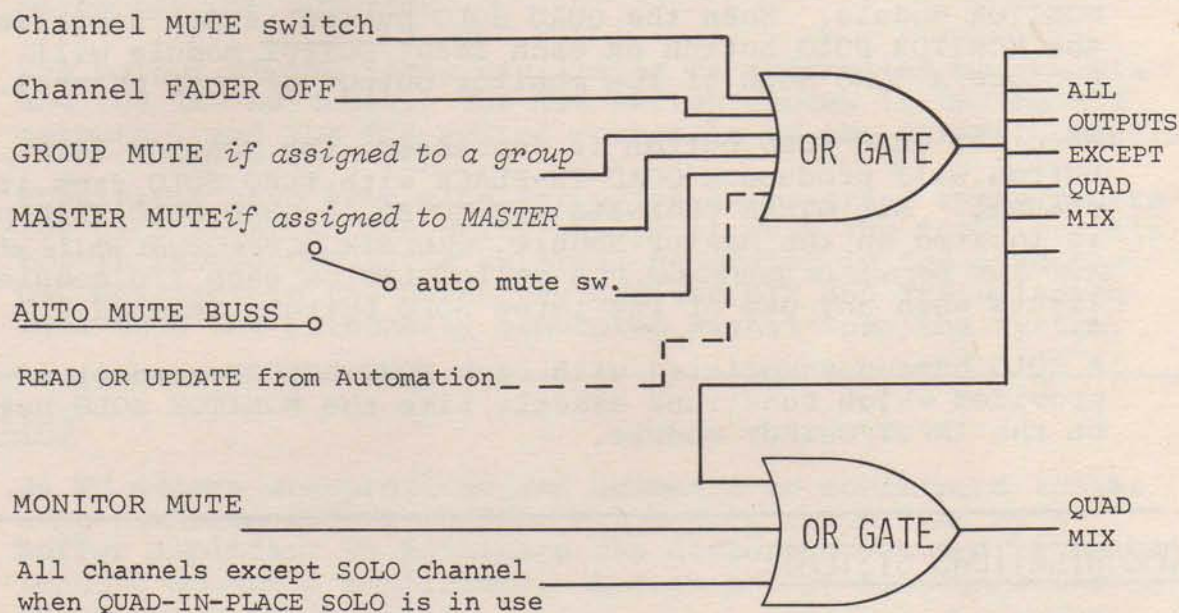 Channel MUTE switch
Channel FADER OFF
GROUP MUTE if assigned to a group
MASTER MUTE if assigned to MASTER
auto mute sw.
AUTO MUTE BUSS
READ OR UPDATE from Automation
OR GATE
ALL
OUTPUTS
EXCEPT
QUAD
MIX
MONITOR MUTE
All channels except SOLO channel
when QUAD-IN-PLACE SOLO is in use
OR GATE
QUAD
MIX